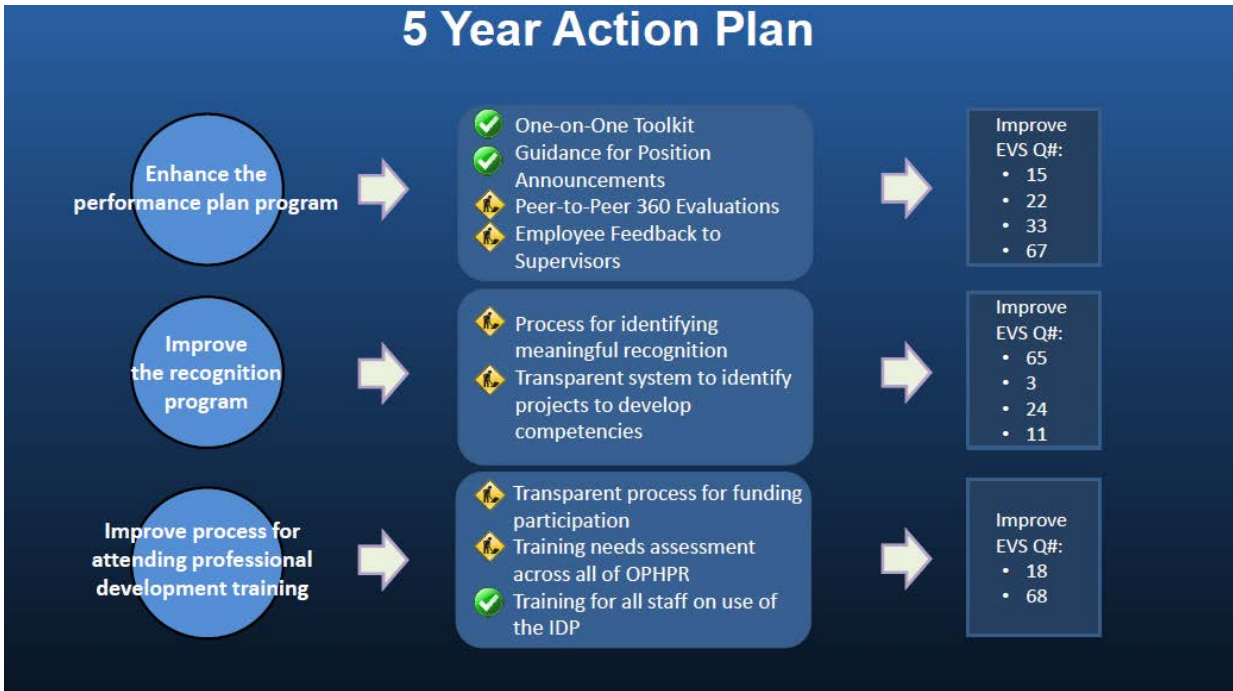 5 Year Action Plan
Enhance the
performance plan program
One-on-One Toolkit
Guidance for Position
Announcements
Peer-to-Peer 360 Evaluations
Employee Feedback to
Supervisors
Improve
EVS Q#:
• 15
• 22
• 33
• 67
Improve
the recognition
program
Process for identifying
meaningful recognition
Transparent system to identify
projects to develop
competencies
Improve
EVS Q#:
• 65
• 3
• 24
• 11
Improve process for
attending professional
development training
Transparent process for funding
participation
Training needs assessment
across all of OPHPR
Training for all staff on use of
the IDP
Improve
EVS Q#:
• 18
• 68